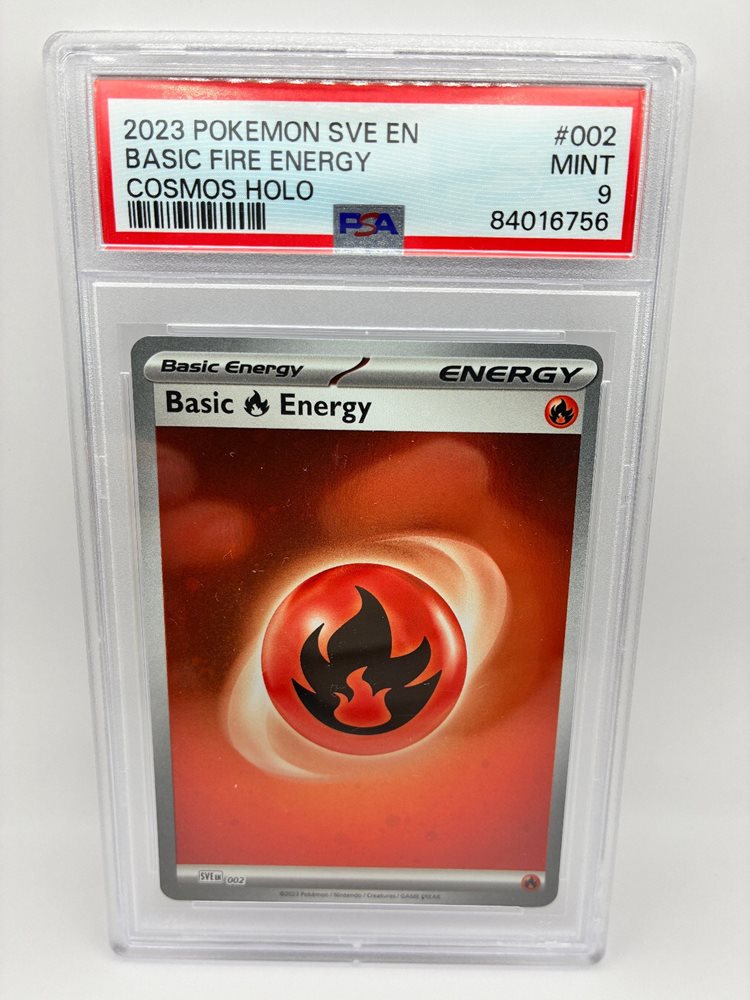 2023 POKEMON SVE EN #002
BASIC FIRE ENERGY MINT
COSMOS HOLO 9
PSA 84016756
Basic Energy ENERGY
Basic Energy
SVE EN 002
©2023 Pokémon / Nintendo / Creatures / GAME FREAK